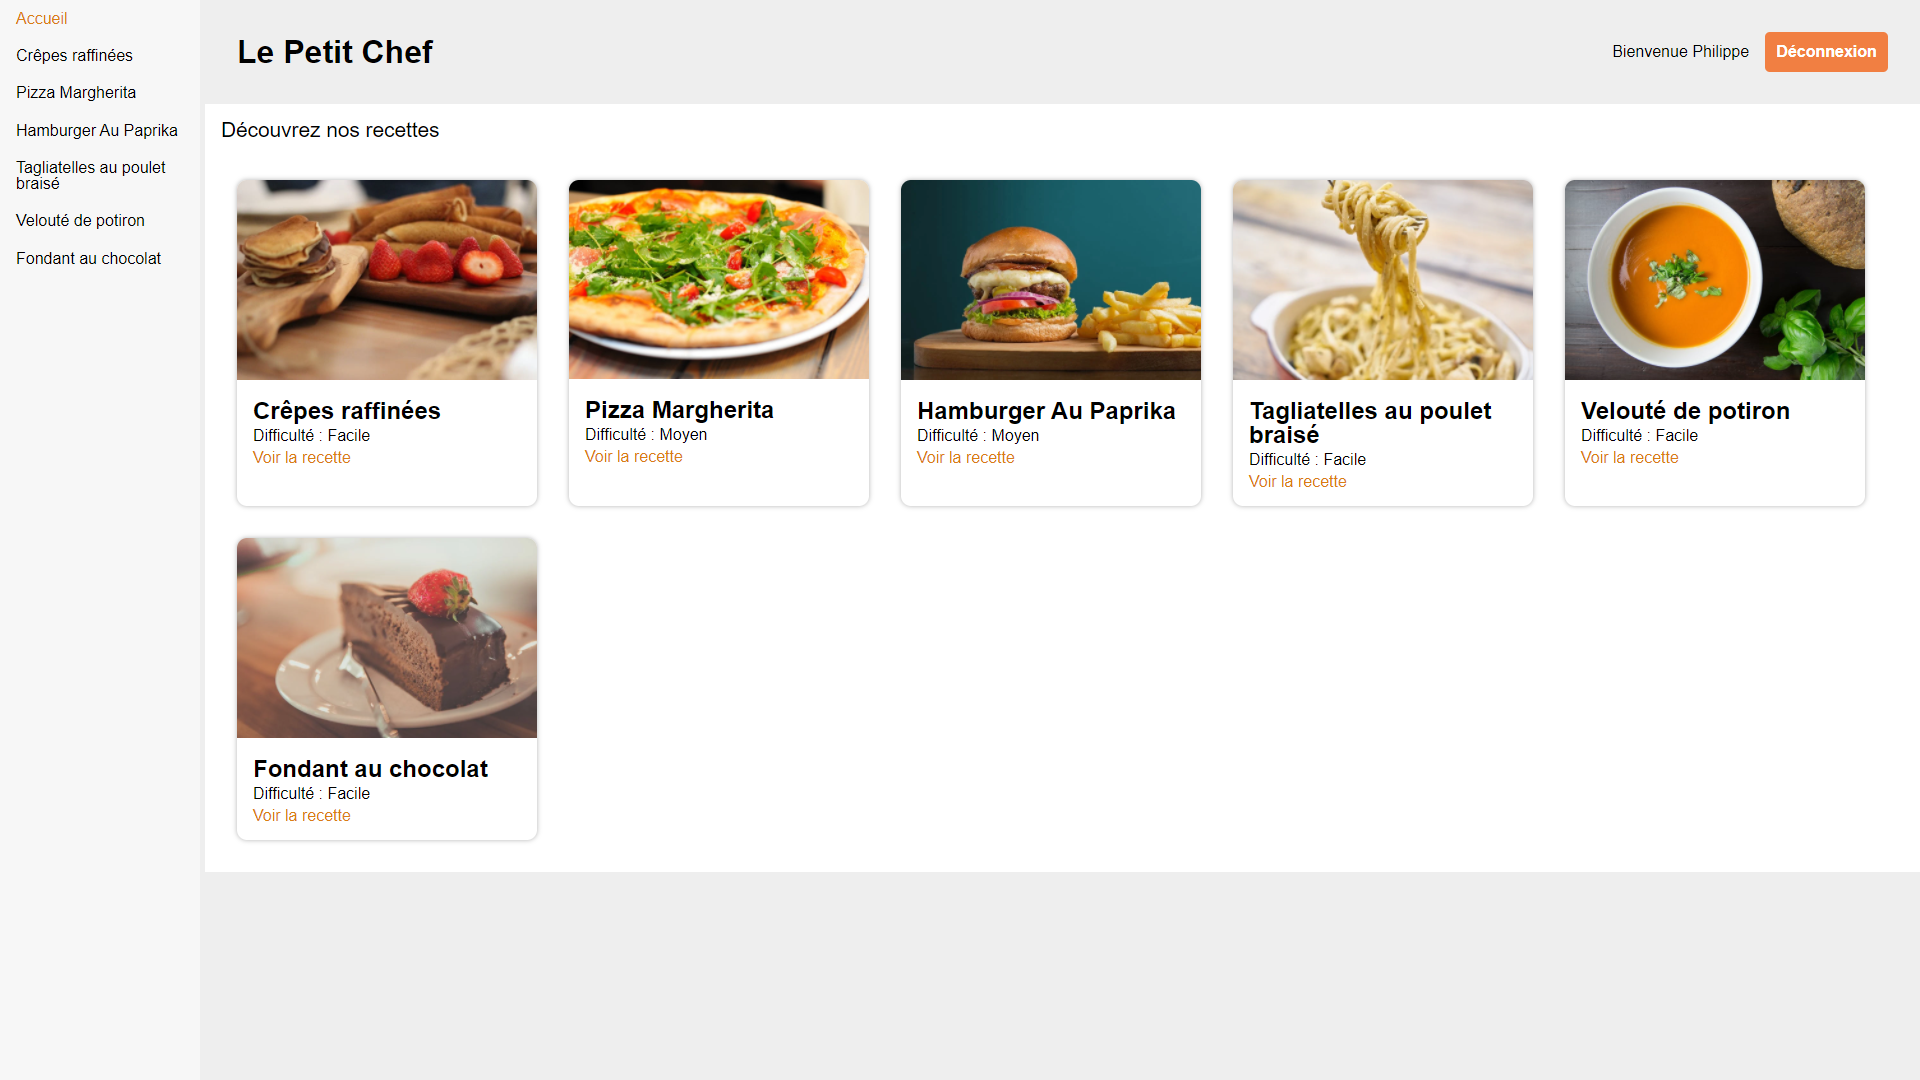 Accueil
Crêpes raffinées
Pizza Margherita
Hamburger Au Paprika
Tagliatelles au poulet
braisé
Velouté de potiron
Fondant au chocolat
Le Petit Chef
Bienvenue Philippe
Déconnexion
Découvrez nos recettes
Crêpes raffinées
Difficulté : Facile
Voir la recette
Pizza Margherita
Difficulté : Moyen
Voir la recette
Hamburger Au Paprika
Difficulté : Moyen
Voir la recette
Tagliatelles au poulet
braisé
Difficulté : Facile
Voir la recette
Velouté de potiron
Difficulté : Facile
Voir la recette
Fondant au chocolat
Difficulté : Facile
Voir la recette